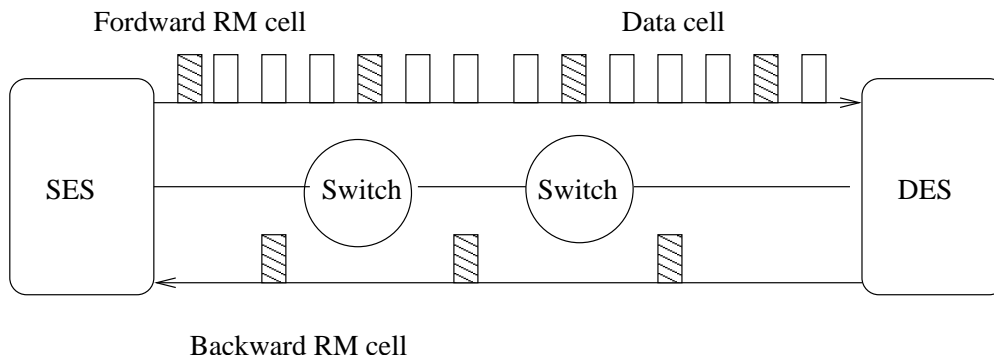 Fordward RM cell
Data cell
SES
Switch
Switch
DES
Backward RM cell